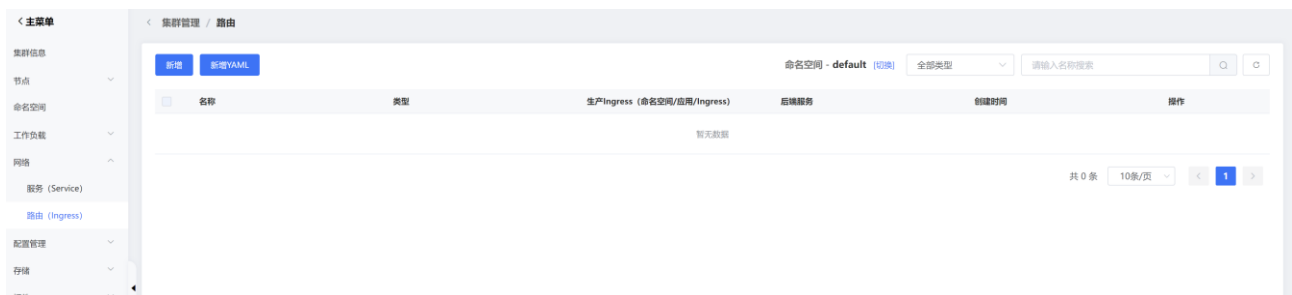 主菜单
集群管理 / 路由
集群信息
节点
命名空间
工作负载
网络
服务（Service）
路由（Ingress）
配置管理
存储
新增 新增YAML 命名空间 - default [切换] 全部类型 请输入名称搜索
名称 类型 生产Ingress（命名空间/应用/Ingress） 后端服务 创建时间 操作
暂无数据
共 0 条 10条/页 1